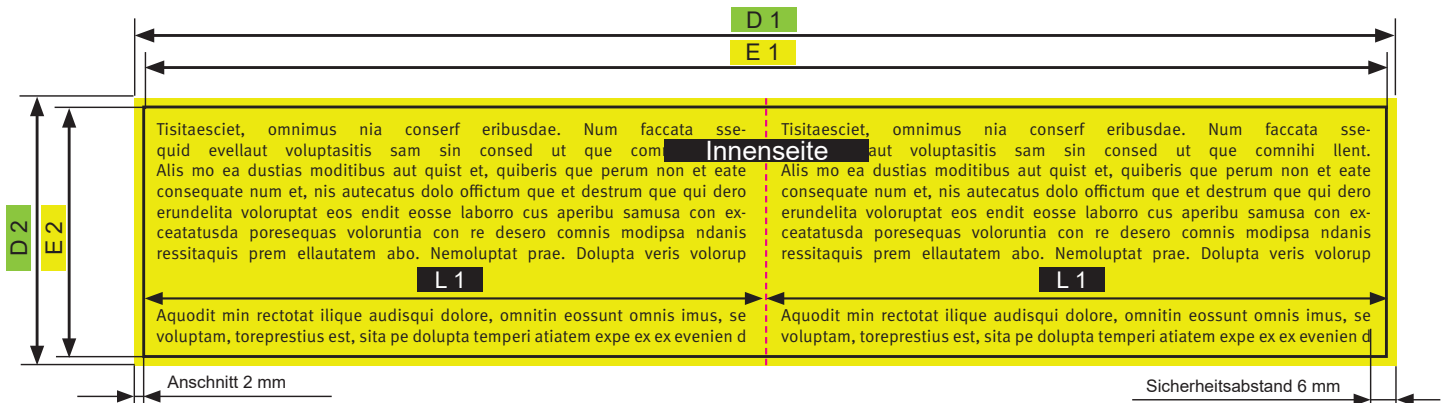 D 1
E 1
D 2
E 2
Innenseite
Tisitaesciet, omnimus nia conserf eribusdae. Num faccata sse-
quid evellaut voluptasitis sam sin consed ut que
Alis mo ea dustias moditibus aut quist et, quiberis que perum non et eate
consequate num et, nis autecatus dolo offictum que et destrum que qui dero
erundelita voloruptat eos endit eosse laborro cus aperibu samusa con ex-
ceatatusda poresequas voloruntia con re desero comnis modipsa ndanis
ressitaquis prem ellautatem abo. Nemoluptat prae. Dolupta veris volorup
L 1
Aquodit min rectotat ilique audisqui dolore, omnitin eossunt omnis imus, se
voluptam, toreprestius est, sita pe dolupta temperi atiatem expe ex ex evenien d
Tisitaesciet, omnimus nia conserf eribusdae. Num faccata sse-
voluptasitis sam sin consed ut que comnihi llent.
Alis mo ea dustias moditibus aut quist et, quiberis que perum non et eate
consequate num et, nis autecatus dolo offictum que et destrum que qui dero
erundelita voloruptat eos endit eosse laborro cus aperibu samusa con ex-
ceatatusda poresequas voloruntia con re desero comnis modipsa ndanis
ressitaquis prem ellautatem abo. Nemoluptat prae. Dolupta veris volorup
L 1
Aquodit min rectotat ilique audisqui dolore, omnitin eossunt omnis imus, se
voluptam, toreprestius est, sita pe dolupta temperi atiatem expe ex ex evenien d
Anschnitt 2 mm
Sicherheitsabstand 6 mm